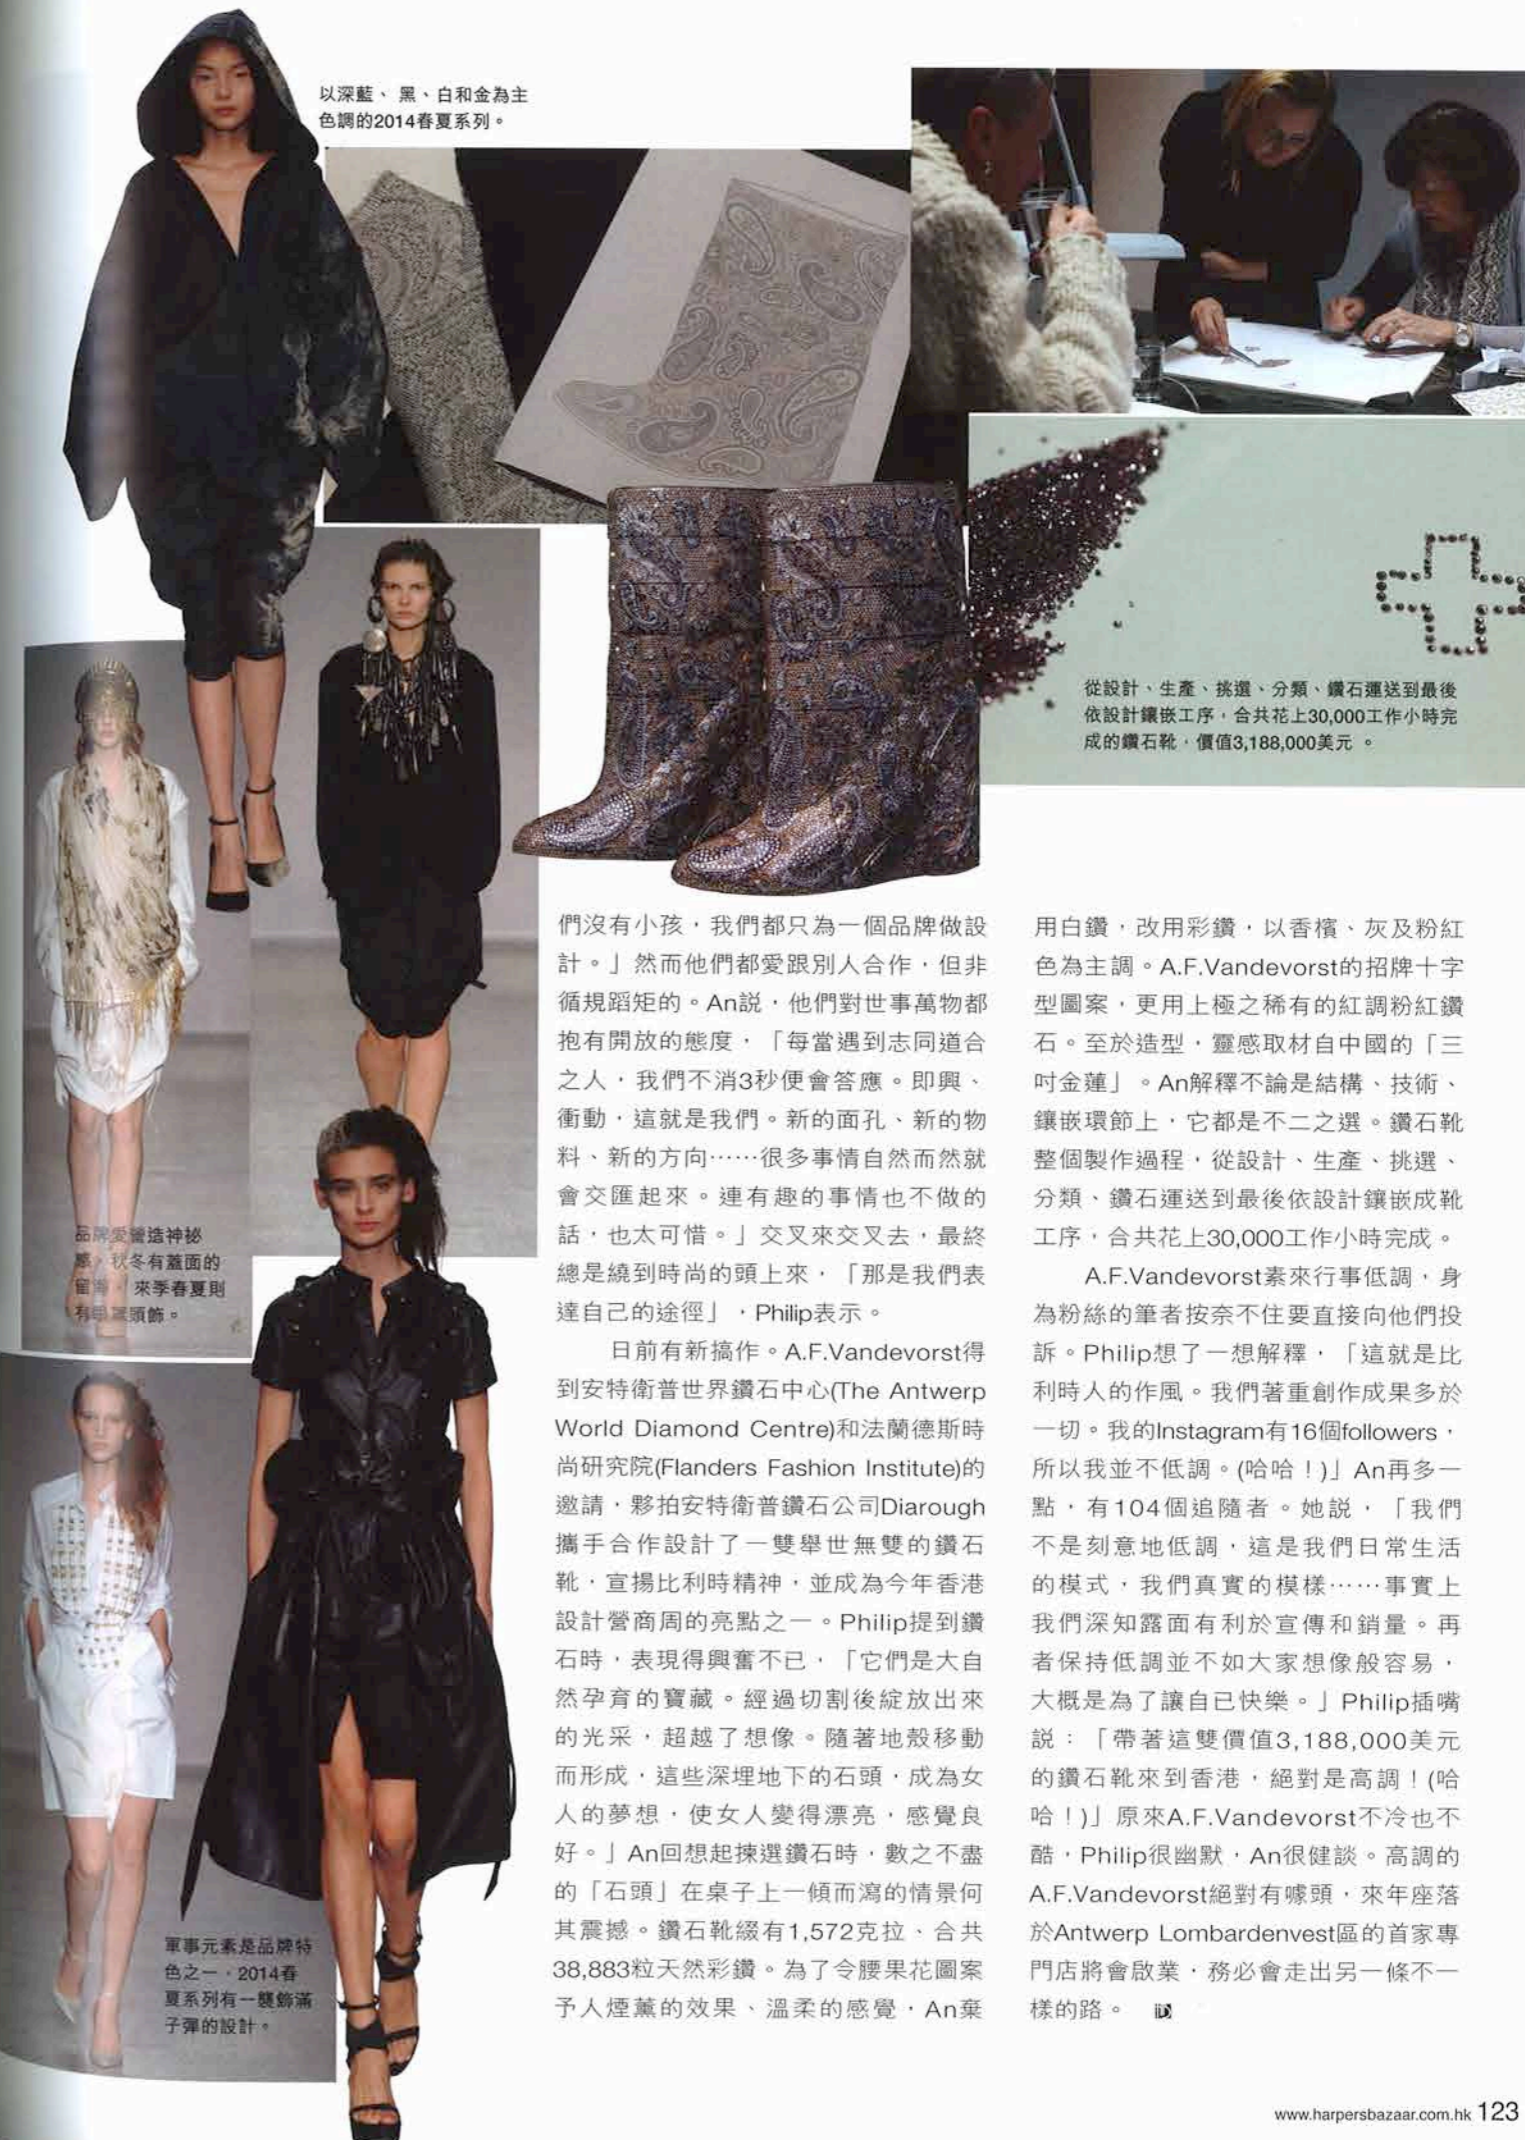 以深藍、黑、白和金為主
色調的2014春夏系列。
從設計、生產、挑選、分類、鑽石運送到最後
依設計鑲嵌工序，合共花上30,000工作小時完
成的鑽石靴，價值3,188,000美元。
品牌愛營造神祕
感，秋冬有蓋面的
來季春夏則
頭飾。
軍事元素是品牌特
色之一，2014春
夏系列有一襲飾滿
子彈的設計。
們沒有小孩，我們都只為一個品牌做設
計。」然而他們都愛跟別人合作，但非
循規蹈矩的。An説，他們對世事萬物都
抱有開放的態度，「每當遇到志同道合
之人，我們不消3秒便會答應。即興、
衝動，這就是我們。新的面孔、新的物
料、新的方向……很多事情自然而然就
會交匯起來。連有趣的事情也不做的
話，也太可惜。」交叉來交叉去，最終
總是繞到時尚的頭上來，「那是我們表
達自己的途徑」，Philip表示。
日前有新搞作。A.F.Vandevorst得
到安特衛普世界鑽石中心(The Antwerp
World Diamond Centre)和法蘭德斯時
尚研究院(Flanders Fashion Institute)的
邀請，夥拍安特衛普鑽石公司Diarough
攜手合作設計了一雙舉世無雙的鑽石
靴，宣揚比利時精神，並成為今年香港
設計營商周的亮點之一。Philip提到鑽
石時，表現得興奮不已，「它們是大自
然孕育的寶藏。經過切割後綻放出來
的光采，超越了想像。隨著地殼移動
而形成，這些深埋地下的石頭，成為女
人的夢想，使女人變得漂亮，感覺良
好。」An回想起揀選鑽石時，數之不盡
的「石頭」在桌子上一傾而瀉的情景何
其震撼。鑽石靴綴有1,572克拉、合共
38,883粒天然彩鑽。為了令腰果花圖案
予人煙薰的效果、溫柔的感覺，An棄
用白鑽，改用彩鑽，以香檳、灰及粉紅
色為主調。A.F.Vandevorst的招牌十字
型圖案，更用上極之稀有的紅調粉紅鑽
石。至於造型，靈感取材自中國的「三
吋金蓮」。An解釋不論是結構、技術、
鑲嵌環節上，它都是不二之選。鑽石靴
整個製作過程，從設計、生產、挑選、
分類、鑽石運送到最後依設計鑲嵌成靴
工序，合共花上30,000工作小時完成。
A.F.Vandevorst素來行事低調，身
為粉絲的筆者按奈不住要直接向他們投
訴。Philip想了一想解釋，「這就是比
利時人的作風。我們著重創作成果多於
一切。我的Instagram有16個followers，
所以我並不低調。(哈哈！)」An再多一
點，有104個追隨者。她説，「我們
不是刻意地低調，這是我們日常生活
的模式，我們真實的模樣……事實上
我們深知露面有利於宣傳和銷量。再
者保持低調並不如大家想像般容易，
大概是為了讓自已快樂。」Philip插嘴
説：「帶著這雙價值3,188,000美元
的鑽石靴來到香港，絕對是高調！(哈
哈！)」原來A.F.Vandevorst不冷也不
酷，Philip很幽默，An很健談。高調的
A.F.Vandevorst絕對有噱頭，來年座落
於Antwerp Lombardenvest區的首家專
門店將會啟業，務必會走出另一條不一
樣的路。
www.harpersbazaar.com.hk 123